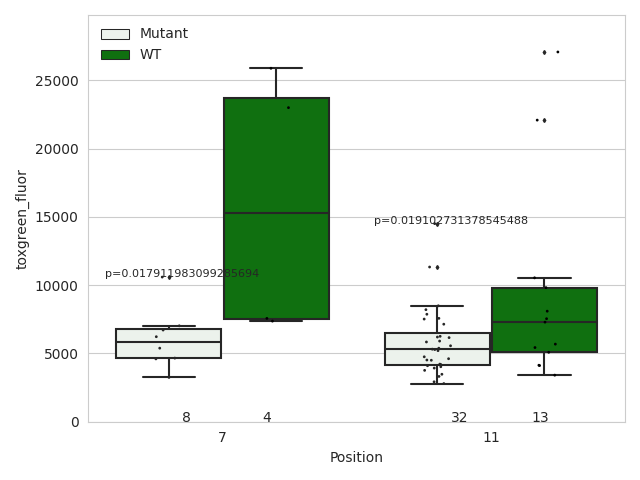 Mutant
WT
toxgreen_fluor
25000
20000
15000
10000
5000
0
p=0.017911983099285694
p=0.019102731378545488
8
4
32
13
7
11
Position